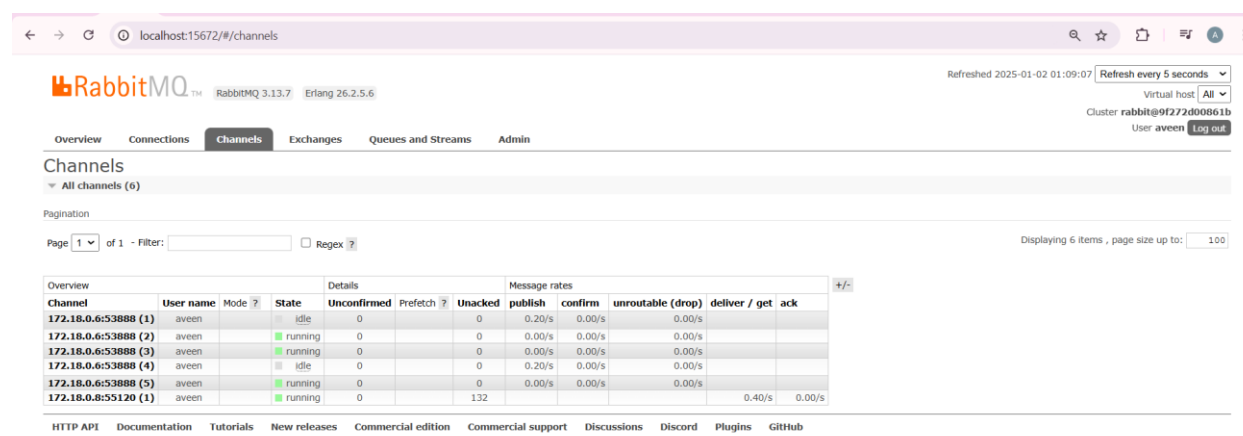 localhost:15672/#/channels
A
RabbitMQ TM RabbitMQ 3.13.7 Erlang 26.2.5.6
Refreshed 2025-01-02 01:09:07 Refresh every 5 seconds
Virtual host All
Cluster rabbit@9f272d00861b
User aveen Log out
Overview Connections Channels Exchanges Queues and Streams Admin
Channels
All channels (6)
Pagination
Page 1 of 1 - Filter: Regex ?
Displaying 6 items , page size up to: 100
Overview Details Message rates +/-
Channel User name Mode ? State Unconfirmed Prefetch ? Unacked publish confirm unroutable (drop) deliver / get ack
172.18.0.6:53888 (1) aveen idle 0 0 0.20/s 0.00/s 0.00/s
172.18.0.6:53888 (2) aveen running 0 0 0.00/s 0.00/s 0.00/s
172.18.0.6:53888 (3) aveen running 0 0 0.00/s 0.00/s 0.00/s
172.18.0.6:53888 (4) aveen idle 0 0 0.20/s 0.00/s 0.00/s
172.18.0.6:53888 (5) aveen running 0 0 0.00/s 0.00/s 0.00/s
172.18.0.8:55120 (1) aveen running 0 132 0.40/s 0.00/s
HTTP API Documentation Tutorials New releases Commercial edition Commercial support Discussions Discord Plugins GitHub